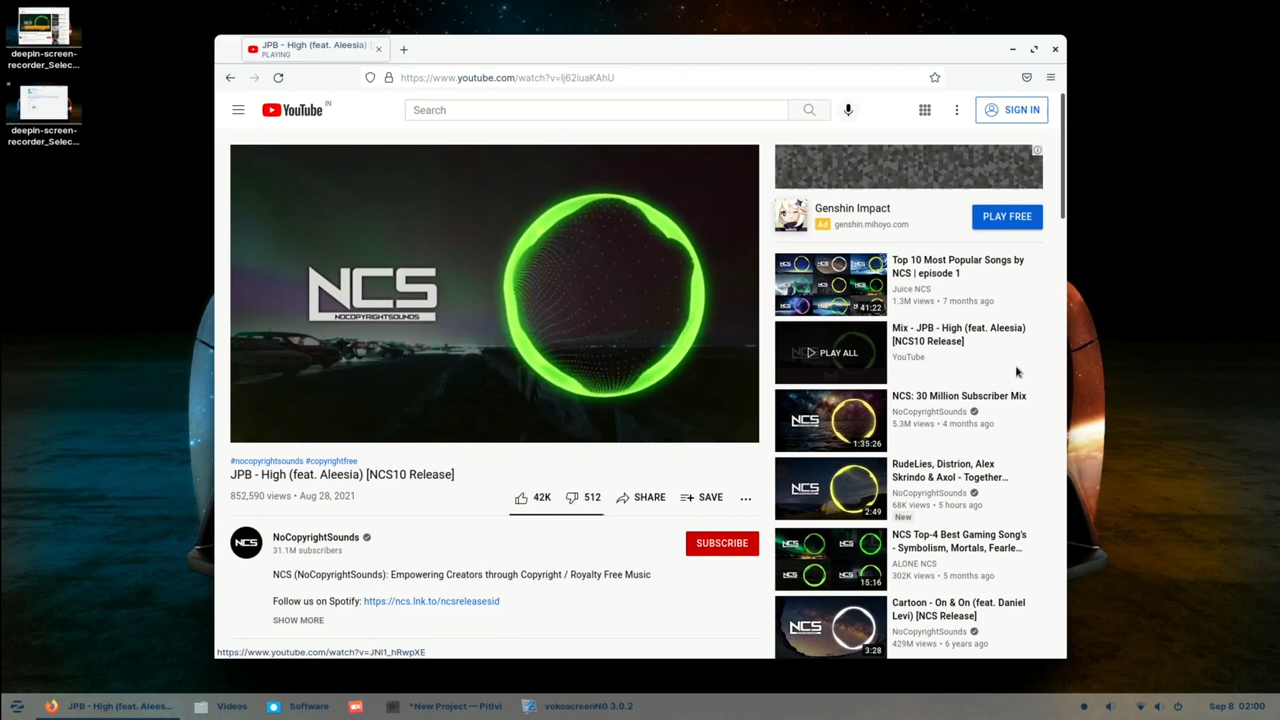 deepin-screen-
recorder_Selec...
deepin-screen-
recorder_Selec...
JPB - High (feat. Aleesia) [
PLAYING
https://www.youtube.com/watch?v=Ij62iuaKAhU
YouTube IN
Search
SIGN IN
NCS
NOCOPYRIGHTSOUNDS
#nocopyrightsounds #copyrightfree
JPB - High (feat. Aleesia) [NCS10 Release]
852,590 views • Aug 28, 2021
42K
512
SHARE
SAVE
NCS
NoCopyrightSounds
31.1M subscribers
SUBSCRIBE
NCS (NoCopyrightSounds): Empowering Creators through Copyright / Royalty Free Music
Follow us on Spotify: https://ncs.lnk.to/ncsreleasesid
SHOW MORE
https://www.youtube.com/watch?v=JNl1_hRwpXE
Genshin Impact
Ad genshin.mihoyo.com
PLAY FREE
41:22
Top 10 Most Popular Songs by
NCS | episode 1
Juice NCS
1.3M views • 7 months ago
PLAY ALL
Mix - JPB - High (feat. Aleesia)
[NCS10 Release]
YouTube
NCS
1:35:26
NCS: 30 Million Subscriber Mix
NoCopyrightSounds
5.3M views • 4 months ago
NCS
2:49
RudeLies, Distrion, Alex
Skrindo & Axol - Together...
NoCopyrightSounds
68K views • 5 hours ago
New
15:16
NCS Top-4 Best Gaming Song's
- Symbolism, Mortals, Fearle...
ALONE NCS
302K views • 5 months ago
NCS
3:28
Cartoon - On & On (feat. Daniel
Levi) [NCS Release]
NoCopyrightSounds
429M views • 6 years ago
JPB - High (feat. Alees...
Videos
Software
*New Project — Pitivi
vokoscreenNG 3.0.2
Sep 8 02:00